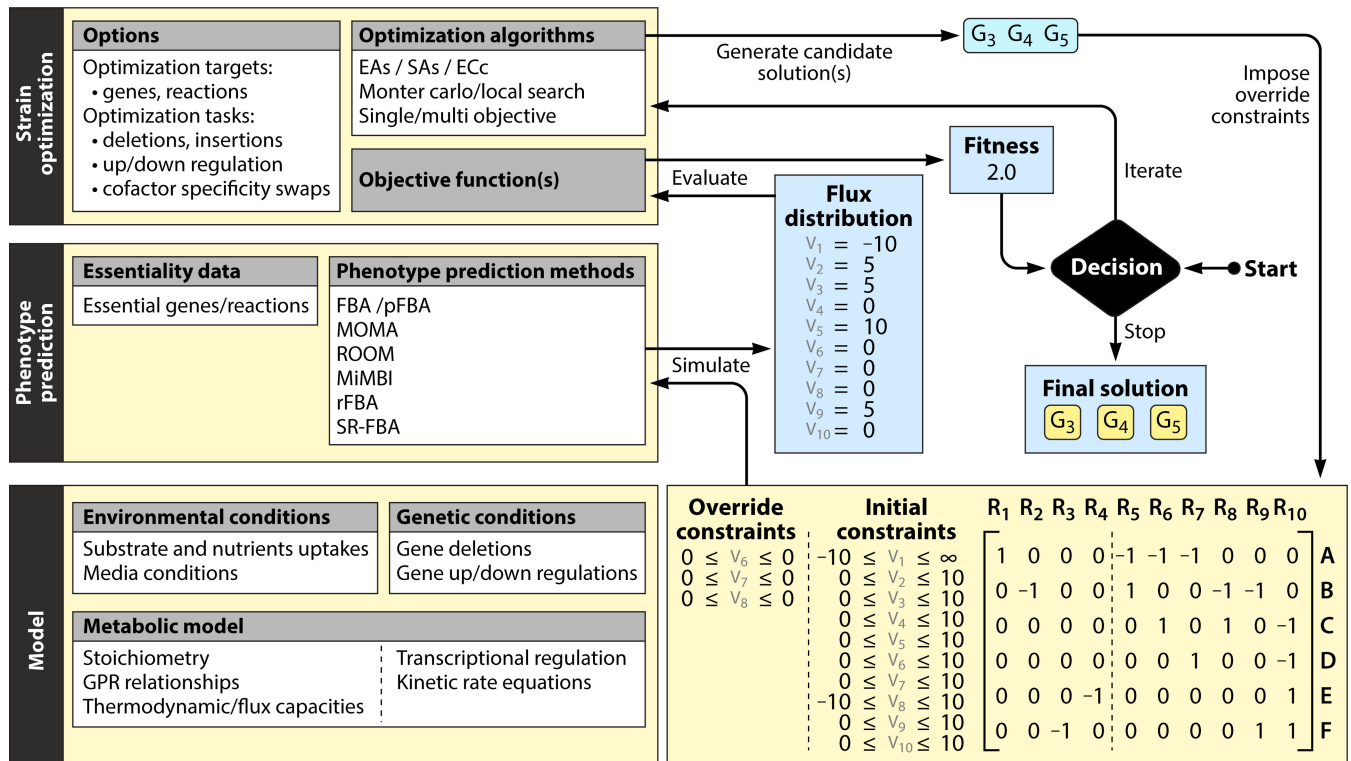 Strain optimization
Options
Optimization targets:
• genes, reactions
Optimization tasks:
• deletions, insertions
• up/down regulation
• cofactor specificity swaps
Optimization algorithms
EAs / SAs / ECc
Monter carlo/local search
Single/multi objective
Objective function(s)
Generate candidate
solution(s)
G3 G4 G5
Impose
override
constraints
Evaluate
Fitness
2.0
Iterate
Decision
Start
Stop
Final solution
G3 G4 G5
Flux
distribution
V1 = –10
V2 = 5
V3 = 5
V4 = 0
V5 = 10
V6 = 0
V7 = 0
V8 = 0
V9 = 5
V10 = 0
Phenotype prediction
Essentiality data
Essential genes/reactions
Phenotype prediction methods
FBA /pFBA
MOMA
ROOM
MiMBI
rFBA
SR-FBA
Simulate
Model
Environmental conditions
Substrate and nutrients uptakes
Media conditions
Genetic conditions
Gene deletions
Gene up/down regulations
Metabolic model
Stoichiometry
GPR relationships
Thermodynamic/flux capacities
Transcriptional regulation
Kinetic rate equations
Override
constraints
0 ≤ V6 ≤ 0
0 ≤ V7 ≤ 0
0 ≤ V8 ≤ 0
Initial
constraints
–10 ≤ V1 ≤ ∞
0 ≤ V2 ≤ 10
0 ≤ V3 ≤ 10
0 ≤ V4 ≤ 10
0 ≤ V5 ≤ 10
0 ≤ V6 ≤ 10
0 ≤ V7 ≤ 10
–10 ≤ V8 ≤ 10
0 ≤ V9 ≤ 10
0 ≤ V10 ≤ 10
R1 R2 R3 R4 R5 R6 R7 R8 R9 R10
1 0 0 0 –1 –1 –1 0 0 0 A
0 –1 0 0 1 0 0 –1 –1 0 B
0 0 0 0 0 1 0 1 0 –1 C
0 0 0 0 0 0 1 0 0 –1 D
0 0 0 –1 0 0 0 0 0 1 E
0 0 –1 0 0 0 0 0 1 1 F